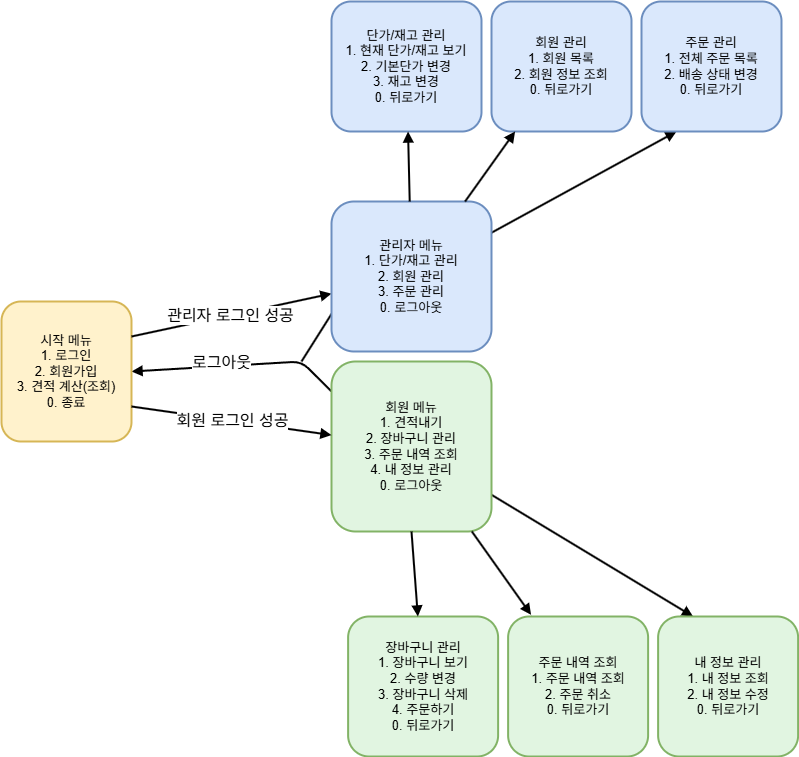 단가/재고 관리
1. 현재 단가/재고 보기
2. 기본단가 변경
3. 재고 변경
0. 뒤로가기
회원 관리
1. 회원 목록
2. 회원 정보 조회
0. 뒤로가기
주문 관리
1. 전체 주문 목록
2. 배송 상태 변경
0. 뒤로가기
관리자 메뉴
1. 단가/재고 관리
2. 회원 관리
3. 주문 관리
0. 로그아웃
관리자 로그인 성공
시작 메뉴
1. 로그인
2. 회원가입
3. 견적 계산(조회)
0. 종료
로그아웃
회원 로그인 성공
회원 메뉴
1. 견적내기
2. 장바구니 관리
3. 주문 내역 조회
4. 내 정보 관리
0. 로그아웃
장바구니 관리
1. 장바구니 보기
2. 수량 변경
3. 장바구니 삭제
4. 주문하기
0. 뒤로가기
주문 내역 조회
1. 주문 내역 조회
2. 주문 취소
0. 뒤로가기
내 정보 관리
1. 내 정보 조회
2. 내 정보 수정
0. 뒤로가기